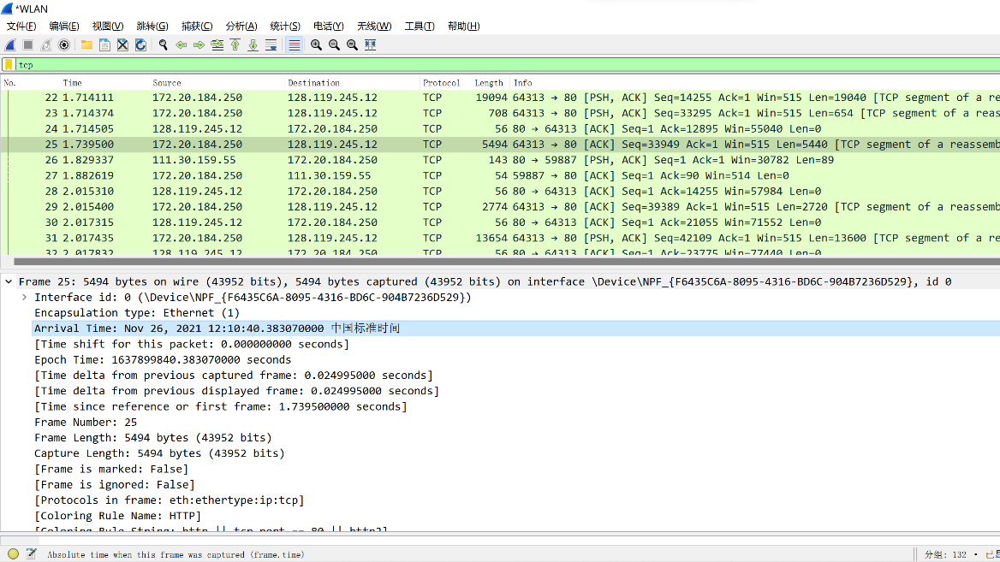 *WLAN
文件(F) 编辑(E) 视图(V) 跳转(G) 捕获(C) 分析(A) 统计(S) 电话(Y) 无线(W) 工具(T) 帮助(H)
tcp
No. Time Source Destination Protocol Length Info
22 1.714111 172.20.184.250 128.119.245.12 TCP 19094 64313 → 80 [PSH, ACK] Seq=14255 Ack=1 Win=515 Len=19040 [TCP segment of a re
23 1.714374 172.20.184.250 128.119.245.12 TCP 708 64313 → 80 [PSH, ACK] Seq=33295 Ack=1 Win=515 Len=654 [TCP segment of a reas
24 1.714505 128.119.245.12 172.20.184.250 TCP 56 80 → 64313 [ACK] Seq=1 Ack=12895 Win=55040 Len=0
25 1.739500 172.20.184.250 128.119.245.12 TCP 5494 64313 → 80 [ACK] Seq=33949 Ack=1 Win=515 Len=5440 [TCP segment of a reassemb
26 1.829337 111.30.159.55 172.20.184.250 TCP 143 80 → 59887 [PSH, ACK] Seq=1 Ack=1 Win=30782 Len=89
27 1.882619 172.20.184.250 111.30.159.55 TCP 54 59887 → 80 [ACK] Seq=1 Ack=90 Win=514 Len=0
28 2.015310 128.119.245.12 172.20.184.250 TCP 56 80 → 64313 [ACK] Seq=1 Ack=14255 Win=57984 Len=0
29 2.015400 172.20.184.250 128.119.245.12 TCP 2774 64313 → 80 [ACK] Seq=39389 Ack=1 Win=515 Len=2720 [TCP segment of a reassemb
30 2.017315 128.119.245.12 172.20.184.250 TCP 56 80 → 64313 [ACK] Seq=1 Ack=21055 Win=71552 Len=0
31 2.017435 172.20.184.250 128.119.245.12 TCP 13654 64313 → 80 [PSH, ACK] Seq=42109 Ack=1 Win=515 Len=13600 [TCP segment of a re
32 2.017832 128.119.245.12 172.20.184.250 TCP 56 80 → 64313 [ACK] Seq=1 Ack=23775 Win=77440 Len=0
Frame 25: 5494 bytes on wire (43952 bits), 5494 bytes captured (43952 bits) on interface \Device\NPF_{F6435C6A-8095-4316-BD6C-904B7236D529}, id 0
Interface id: 0 (\Device\NPF_{F6435C6A-8095-4316-BD6C-904B7236D529})
Encapsulation type: Ethernet (1)
Arrival Time: Nov 26, 2021 12:10:40.383070000 中国标准时间
[Time shift for this packet: 0.000000000 seconds]
Epoch Time: 1637899840.383070000 seconds
[Time delta from previous captured frame: 0.024995000 seconds]
[Time delta from previous displayed frame: 0.024995000 seconds]
[Time since reference or first frame: 1.739500000 seconds]
Frame Number: 25
Frame Length: 5494 bytes (43952 bits)
Capture Length: 5494 bytes (43952 bits)
[Frame is marked: False]
[Frame is ignored: False]
[Protocols in frame: eth:ethertype:ip:tcp]
[Coloring Rule Name: HTTP]
[Coloring Rule String: http || tcp.port == 80 || http2]
Absolute time when this frame was captured (frame.time) 分组: 132 · 已显